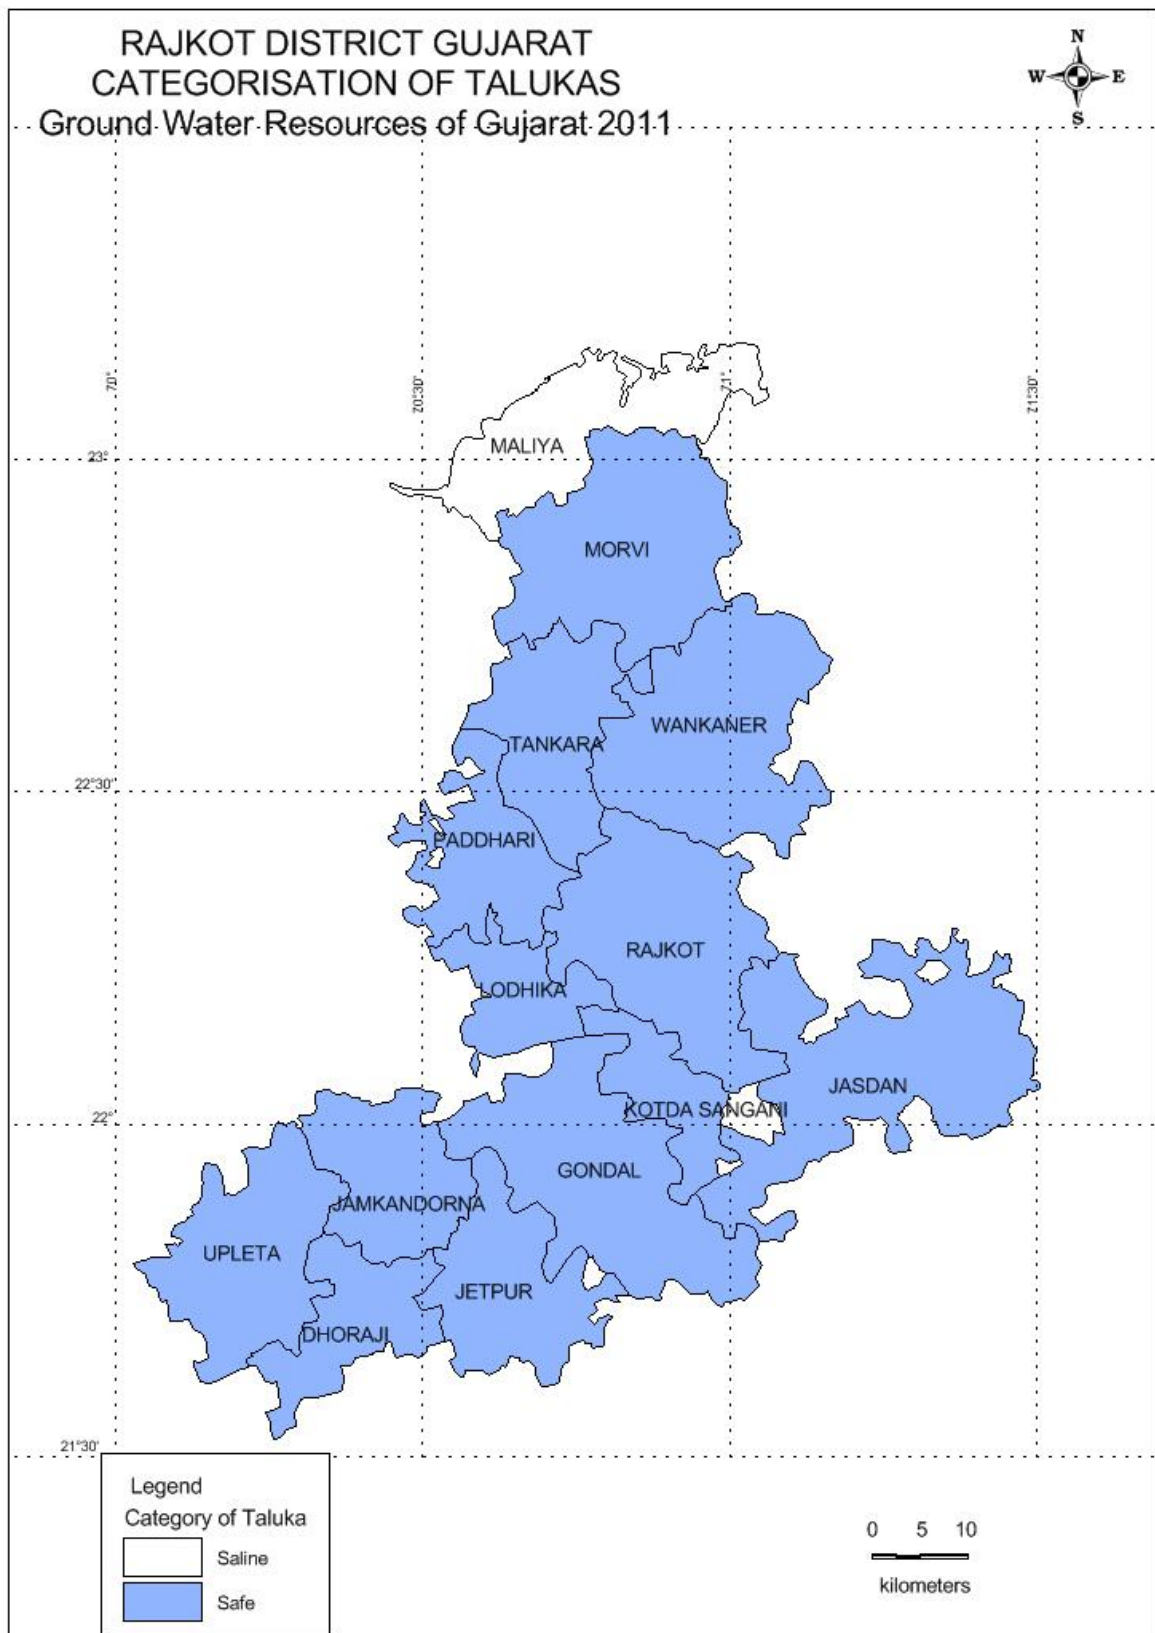 RAJKOT DISTRICT GUJARAT
CATEGORISATION OF TALUKAS
Ground Water Resources of Gujarat 2011
N
W E
S
70°
70°30'
71°
71°30'
MALIYA
23°
MORVI
WANKANER
TANKARA
22°30'
PADDHARI
RAJKOT
LODHIKA
JASDAN
KOTDA SANGANI
22°
GONDAL
JAMKANDORNA
UPLETA
JETPUR
DHORAJI
21°30'
Legend
Category of Taluka
Saline
Safe
0 5 10
kilometers